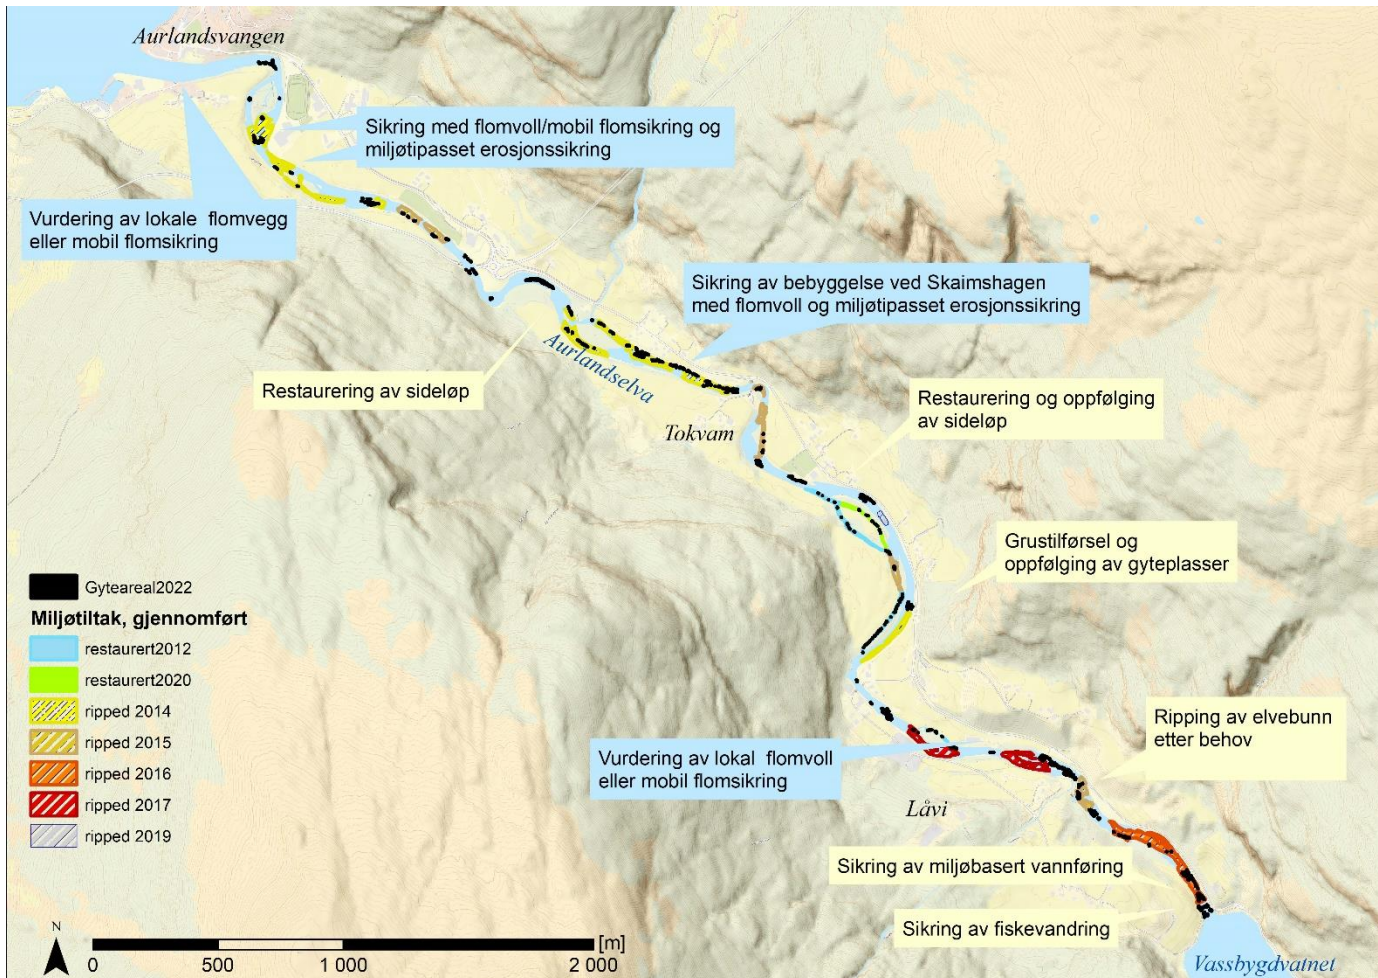 Aurlandsvangen
Sikring med flomvoll/mobil flomsikring og
miljøtipasset erosjonssikring
Vurdering av lokale flomvegg
eller mobil flomsikring
Sikring av bebyggelse ved Skaimshagen
med flomvoll og miljøtipasset erosjonssikring
Restaurering av sideløp
Aurlandselva
Restaurering og oppfølging
av sideløp
Tokvam
Grustilførsel og
oppfølging av gyteplasser
Gyteareal2022
Miljøtiltak, gjennomført
restaurert2012
restaurert2020
ripped 2014
ripped 2015
ripped 2016
ripped 2017
ripped 2019
Ripping av elvebunn
etter behov
Vurdering av lokal flomvoll
eller mobil flomsikring
Låvi
Sikring av miljøbasert vannføring
Sikring av fiskevandring
Vassbygdvatnet
N
[m]
0 500 1 000 2 000